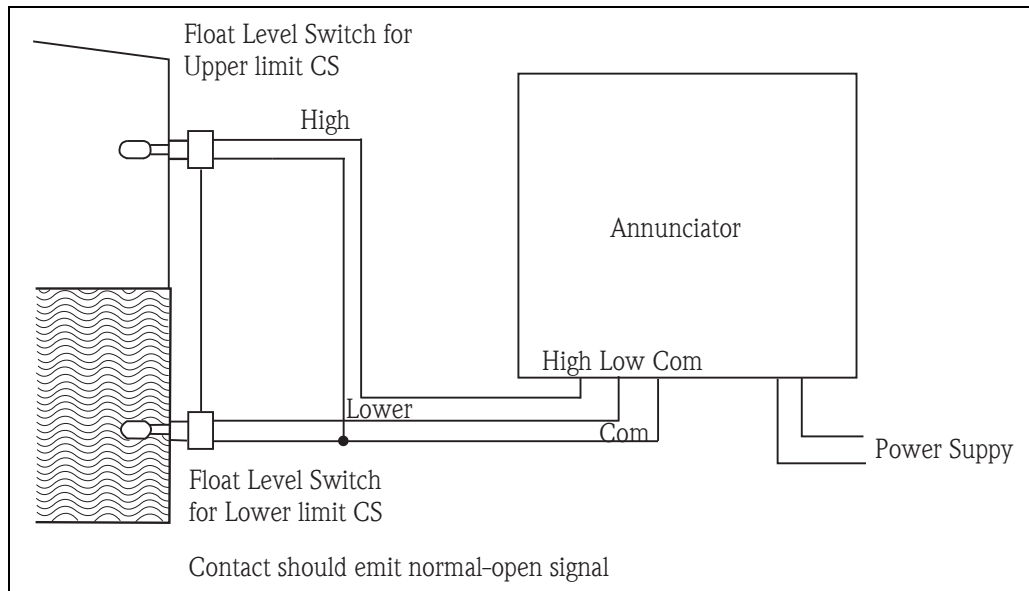 Float Level Switch for
Upper limit CS
High
Annunciator
High Low Com
Lower
Com
Power Suppy
Float Level Switch
for Lower limit CS
Contact should emit normal-open signal